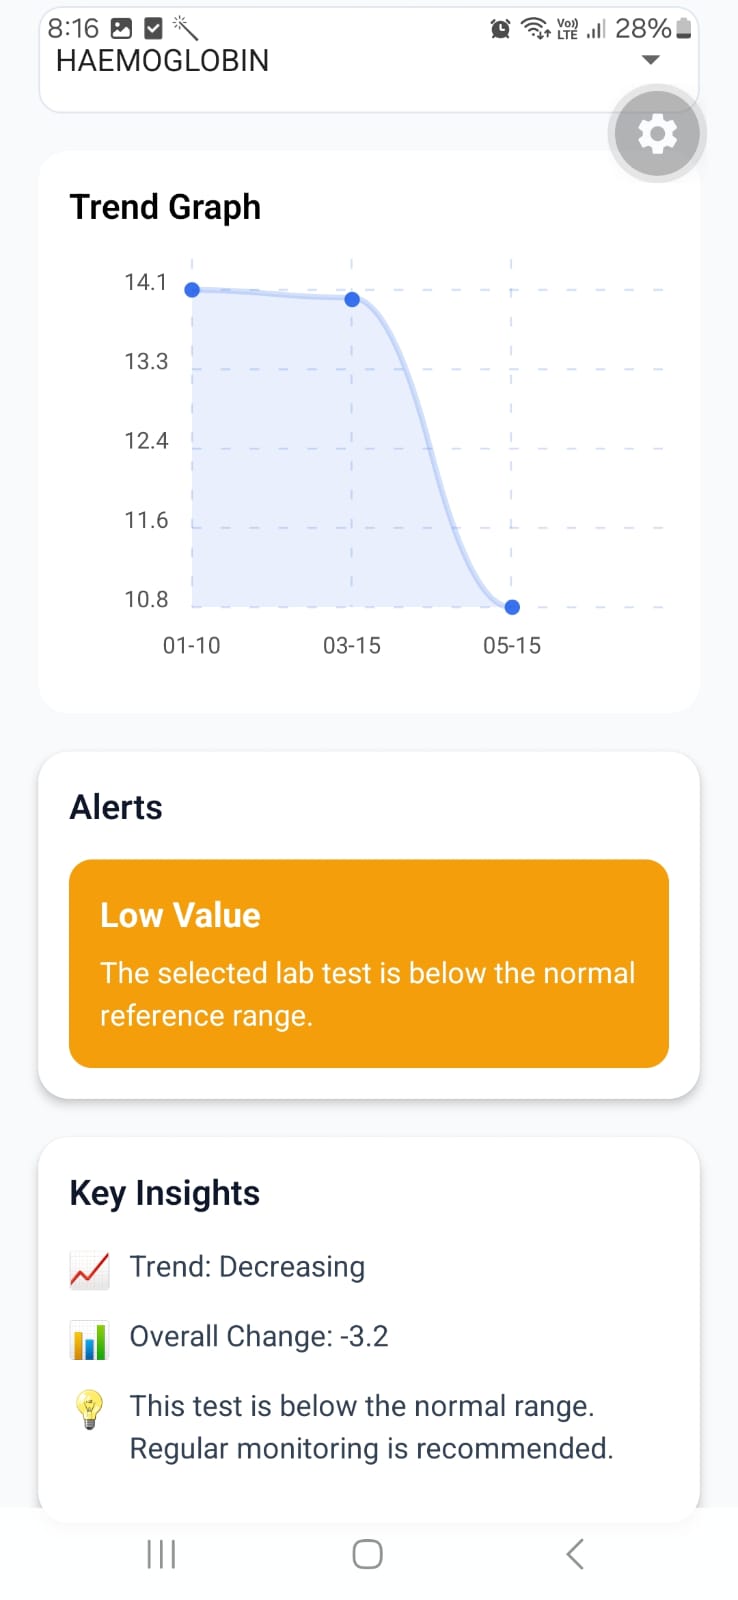 8:16 Vo)) LTE 28%
HAEMOGLOBIN
Trend Graph
14.1
13.3
12.4
11.6
10.8
01-10 03-15 05-15
Alerts
Low Value
The selected lab test is below the normal
reference range.
Key Insights
Trend: Decreasing
Overall Change: -3.2
This test is below the normal range.
Regular monitoring is recommended.